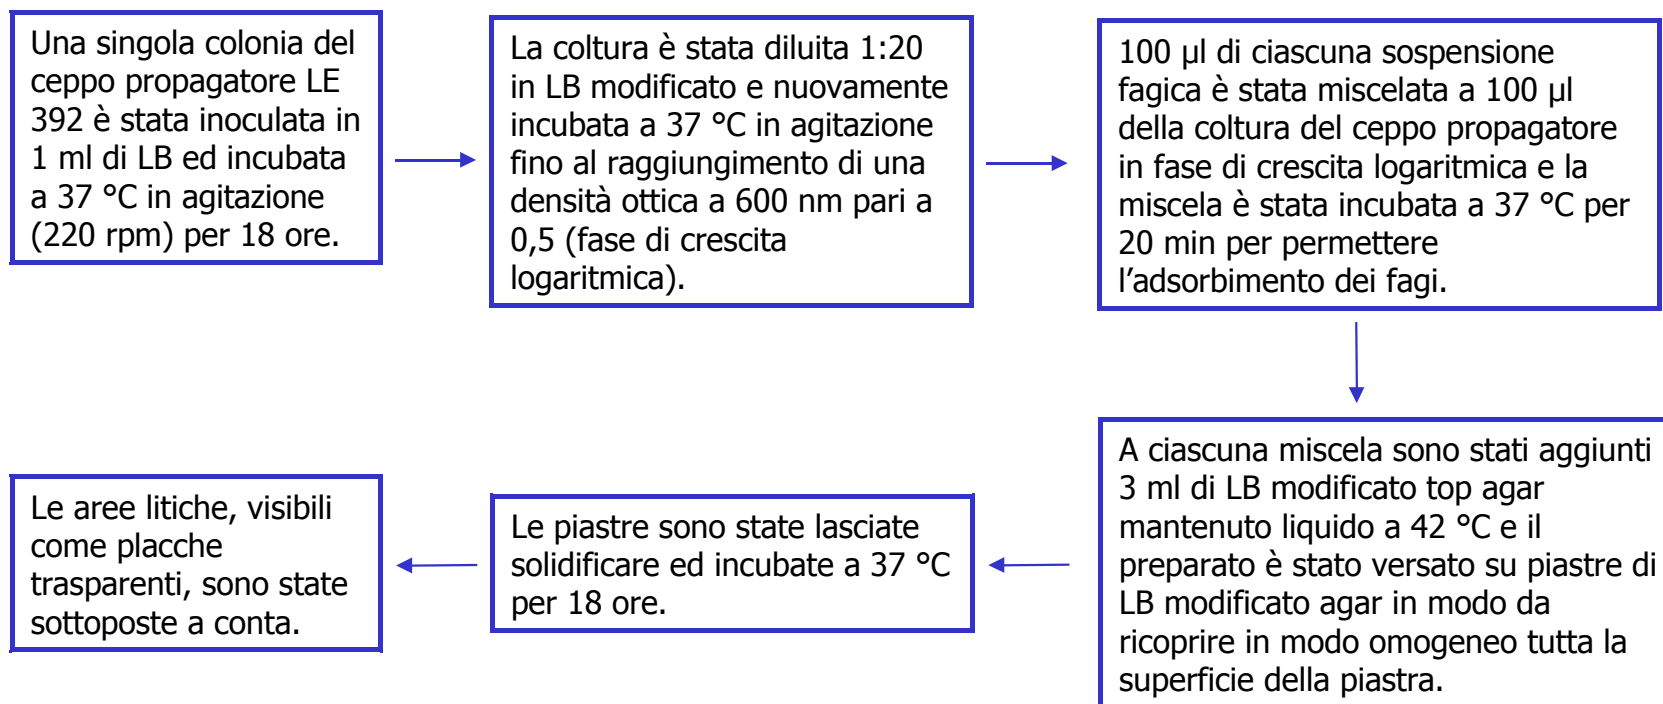 Una singola colonia del
ceppo propagatore LE
392 è stata inoculata in
1 ml di LB ed incubata
a 37 °C in agitazione
(220 rpm) per 18 ore.
La coltura è stata diluita 1:20
in LB modificato e nuovamente
incubata a 37 °C in agitazione
fino al raggiungimento di una
densità ottica a 600 nm pari a
0,5 (fase di crescita
logaritmica).
100 µl di ciascuna sospensione
fagica è stata miscelata a 100 µl
della coltura del ceppo propagatore
in fase di crescita logaritmica e la
miscela è stata incubata a 37 °C per
20 min per permettere
l’adsorbimento dei fagi.
A ciascuna miscela sono stati aggiunti
3 ml di LB modificato top agar
mantenuto liquido a 42 °C e il
preparato è stato versato su piastre di
LB modificato agar in modo da
ricoprire in modo omogeneo tutta la
superficie della piastra.
Le piastre sono state lasciate
solidificare ed incubate a 37 °C
per 18 ore.
Le aree litiche, visibili
come placche
trasparenti, sono state
sottoposte a conta.